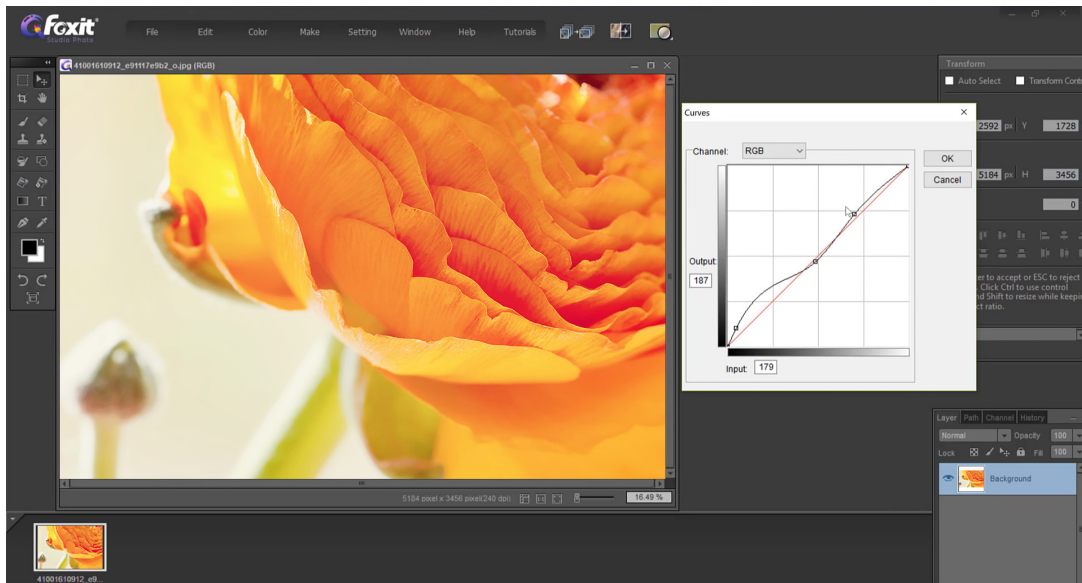 foxit
Studio Photo
File Edit Color Make Setting Window Help Tutorials
41001610912_e91117e9b2_o.jpg (RGB)
Transform
Auto Select Transform Cont
2592 px Y 1728
5184 px H 3456
0
er to accept or ESC to reject
. Click Ctrl to use control
nd Shift to resize while keepi
ct ratio.
Curves
Channel: RGB
OK
Cancel
Output:
187
Input: 179
5184 pixel x 3456 pixel(240 dpi) 16.49 %
Layer Path Channel History
Normal Opacity 100
Lock Fill 100
Background
41001610912_e9...